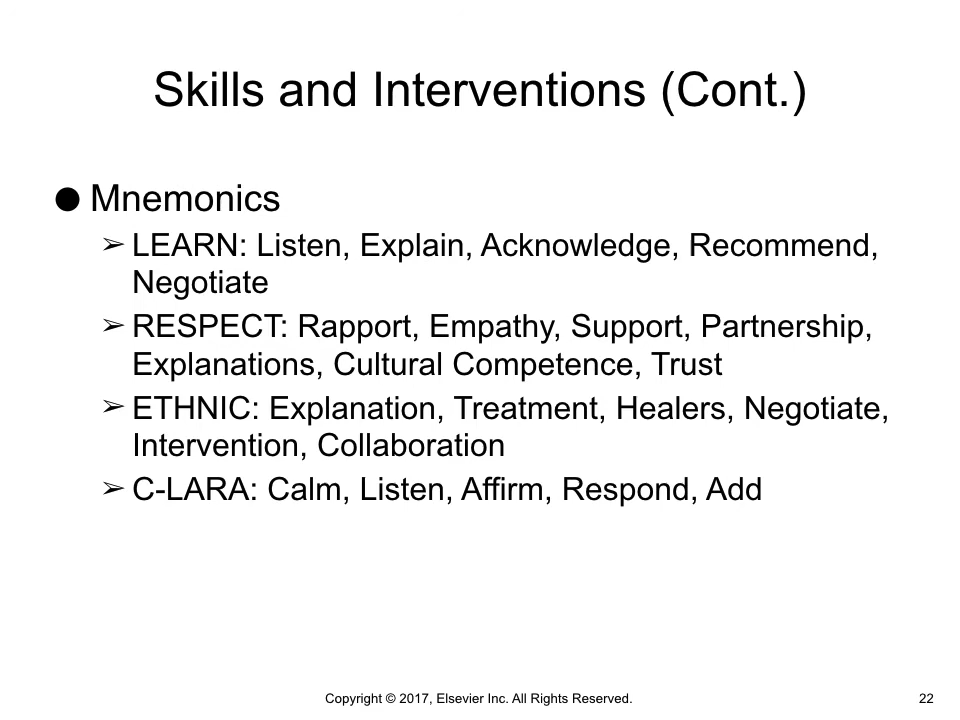 Skills and Interventions (Cont.)
● Mnemonics
➢ LEARN: Listen, Explain, Acknowledge, Recommend,
Negotiate
➢ RESPECT: Rapport, Empathy, Support, Partnership,
Explanations, Cultural Competence, Trust
➢ ETHNIC: Explanation, Treatment, Healers, Negotiate,
Intervention, Collaboration
➢ C-LARA: Calm, Listen, Affirm, Respond, Add
Copyright © 2017, Elsevier Inc. All Rights Reserved.
22